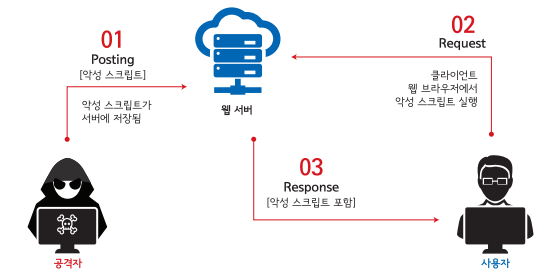 01
Posting
[악성 스크립트]
악성 스크립트가
서버에 저장됨
웹 서버
02
Request
클라이언트
웹 브라우저에서
악성 스크립트 실행
03
Response
[악성 스크립트 포함]
공격자
사용자